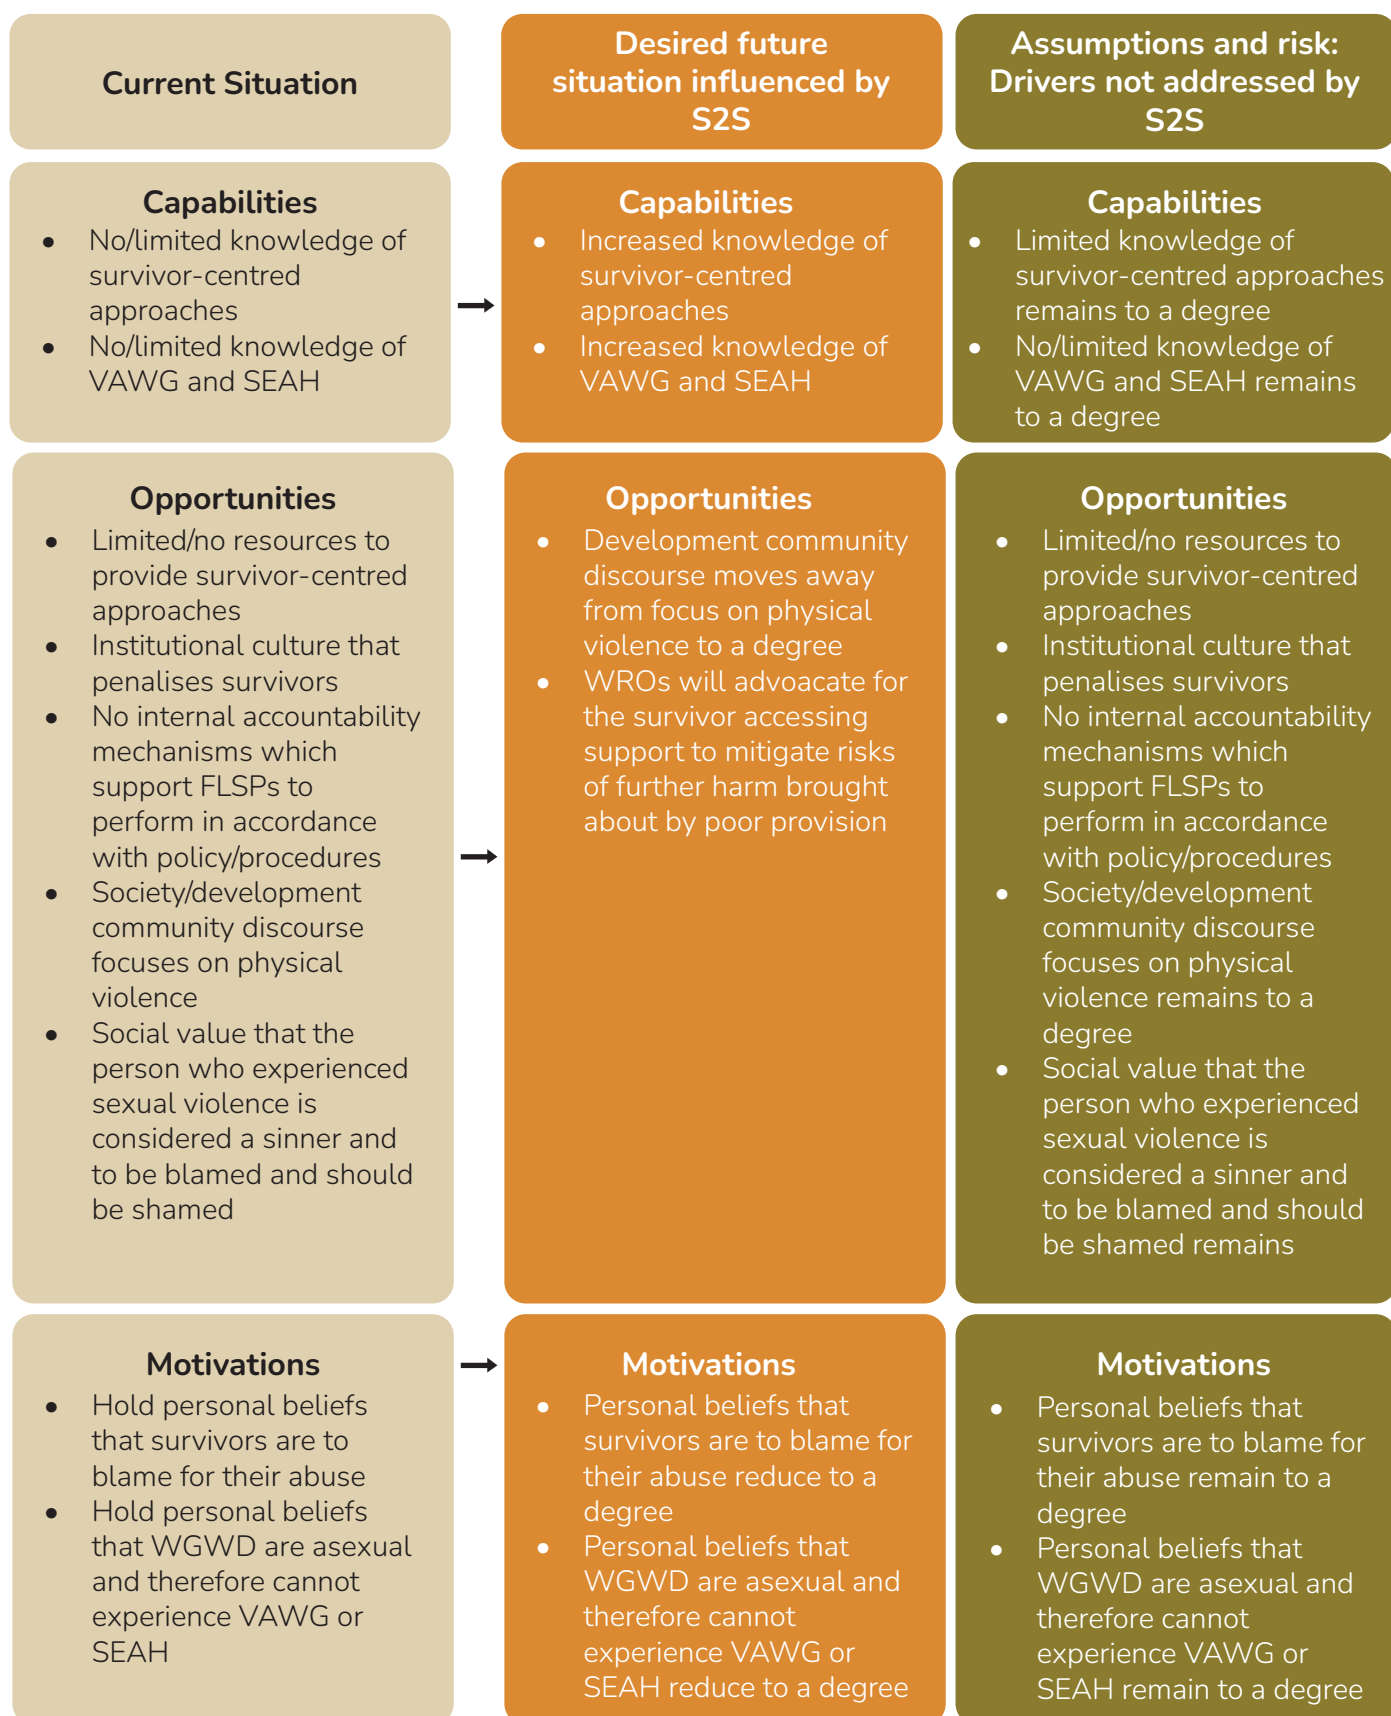 Current Situation
Desired future
situation influenced by
S2S
Assumptions and risk:
Drivers not addressed by
S2S
Capabilities
• No/limited knowledge of
survivor-centred
approaches
• No/limited knowledge of
VAWG and SEAH
Capabilities
• Increased knowledge of
survivor-centred
approaches
• Increased knowledge of
VAWG and SEAH
Capabilities
• Limited knowledge of
survivor-centred approaches
remains to a degree
• No/limited knowledge of
VAWG and SEAH remains
to a degree
Opportunities
• Limited/no resources to
provide survivor-centred
approaches
• Institutional culture that
penalises survivors
• No internal accountability
mechanisms which
support FLSPs to
perform in accordance
with policy/procedures
• Society/development
community discourse
focuses on physical
violence
• Social value that the
person who experienced
sexual violence is
considered a sinner and
to be blamed and should
be shamed
Opportunities
• Development community
discourse moves away
from focus on physical
violence to a degree
• WROs will advoacate for
the survivor accessing
support to mitigate risks
of further harm brought
about by poor provision
Opportunities
• Limited/no resources to
provide survivor-centred
approaches
• Institutional culture that
penalises survivors
• No internal accountability
mechanisms which
support FLSPs to
perform in accordance
with policy/procedures
• Society/development
community discourse
focuses on physical
violence remains to a
degree
• Social value that the
person who experienced
sexual violence is
considered a sinner and
to be blamed and should
be shamed remains
Motivations
• Hold personal beliefs
that survivors are to
blame for their abuse
• Hold personal beliefs
that WGWD are asexual
and therefore cannot
experience VAWG or
SEAH
Motivations
• Personal beliefs that
survivors are to blame for
their abuse reduce to a
degree
• Personal beliefs that
WGWD are asexual and
therefore cannot
experience VAWG or
SEAH reduce to a degree
Motivations
• Personal beliefs that
survivors are to blame for
their abuse remain to a
degree
• Personal beliefs that
WGWD are asexual and
therefore cannot
experience VAWG or
SEAH remain to a degree